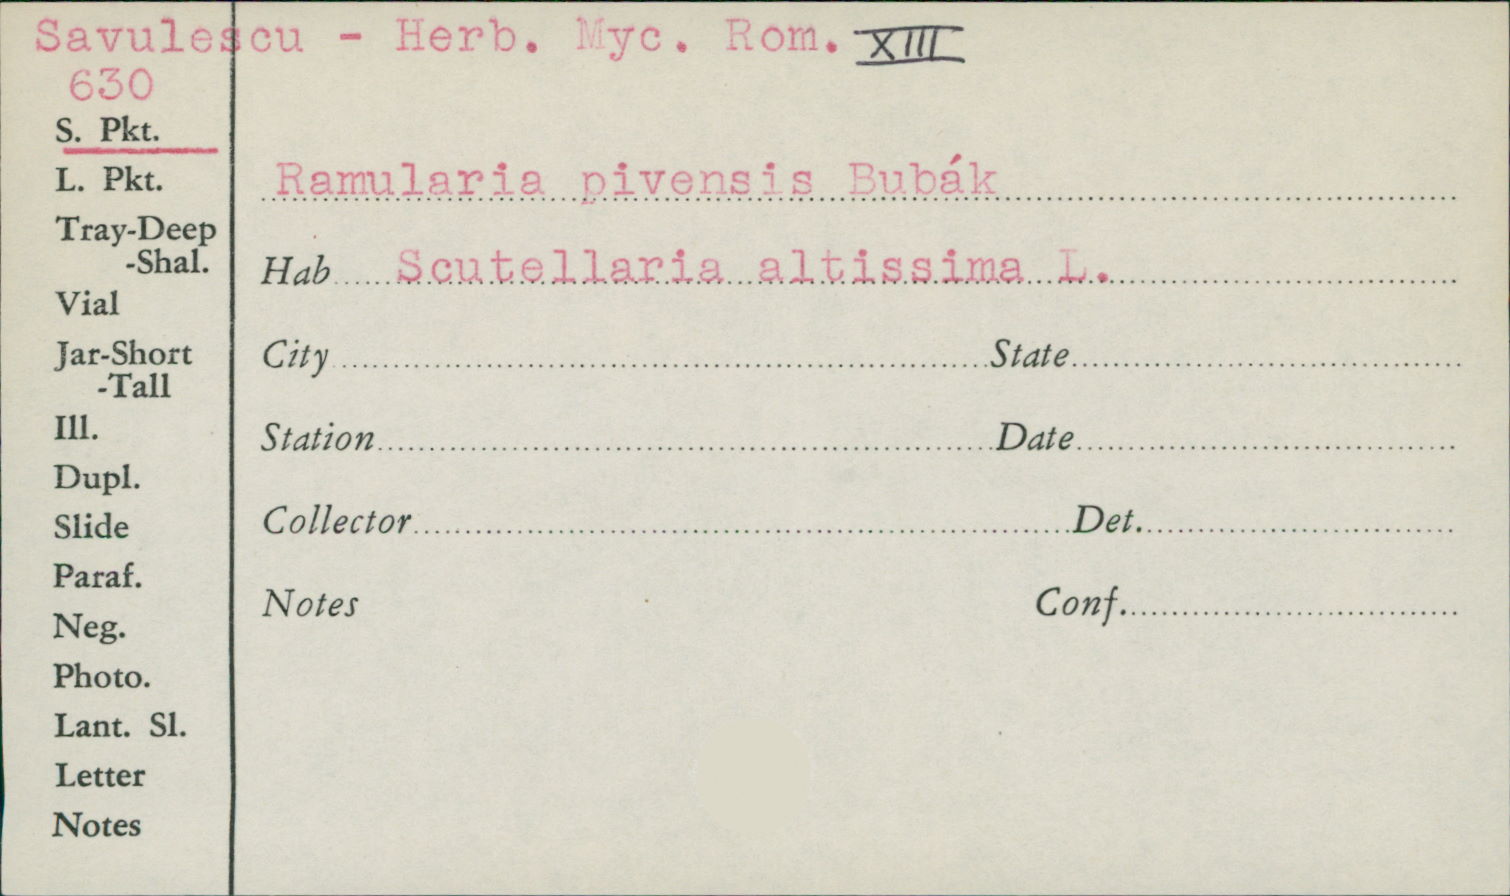 Savulescu - Herb. Myc. Rom. XIII
630
S. Pkt.
L. Pkt.
Tray-Deep
-Shal.
Vial
Jar-Short
-Tall
Ill.
Dupl.
Slide
Paraf.
Neg.
Photo.
Lant. Sl.
Letter
Notes
Ramularia pivensis Bubák
Hab Scutellaria altissima L.
City State
Station Date
Collector Det.
Notes Conf.